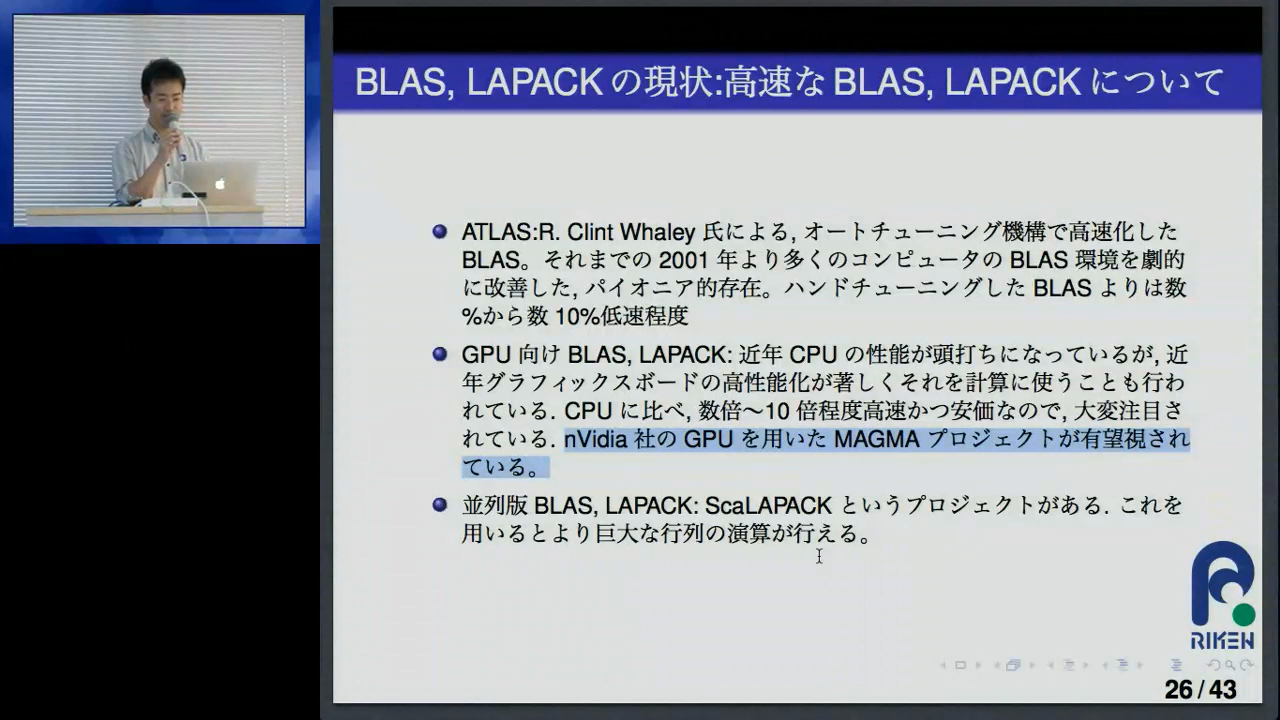 BLAS, LAPACK の現状:高速な BLAS, LAPACK について
ATLAS:R. Clint Whaley 氏による, オートチューニング機構で高速化した
BLAS。それまでの 2001 年より多くのコンピュータの BLAS 環境を劇的
に改善した, パイオニア的存在。ハンドチューニングした BLAS よりは数
%から数 10%低速程度
GPU 向け BLAS, LAPACK: 近年 CPU の性能が頭打ちになっているが, 近
年グラフィックスボードの高性能化が著しくそれを計算に使うことも行わ
れている. CPU に比べ, 数倍〜10 倍程度高速かつ安価なので, 大変注目さ
れている. nVidia 社の GPU を用いた MAGMA プロジェクトが有望視され
ている。
並列版 BLAS, LAPACK: ScaLAPACK というプロジェクトがある. これを
用いるとより巨大な行列の演算が行える。
RIKEN
26 / 43